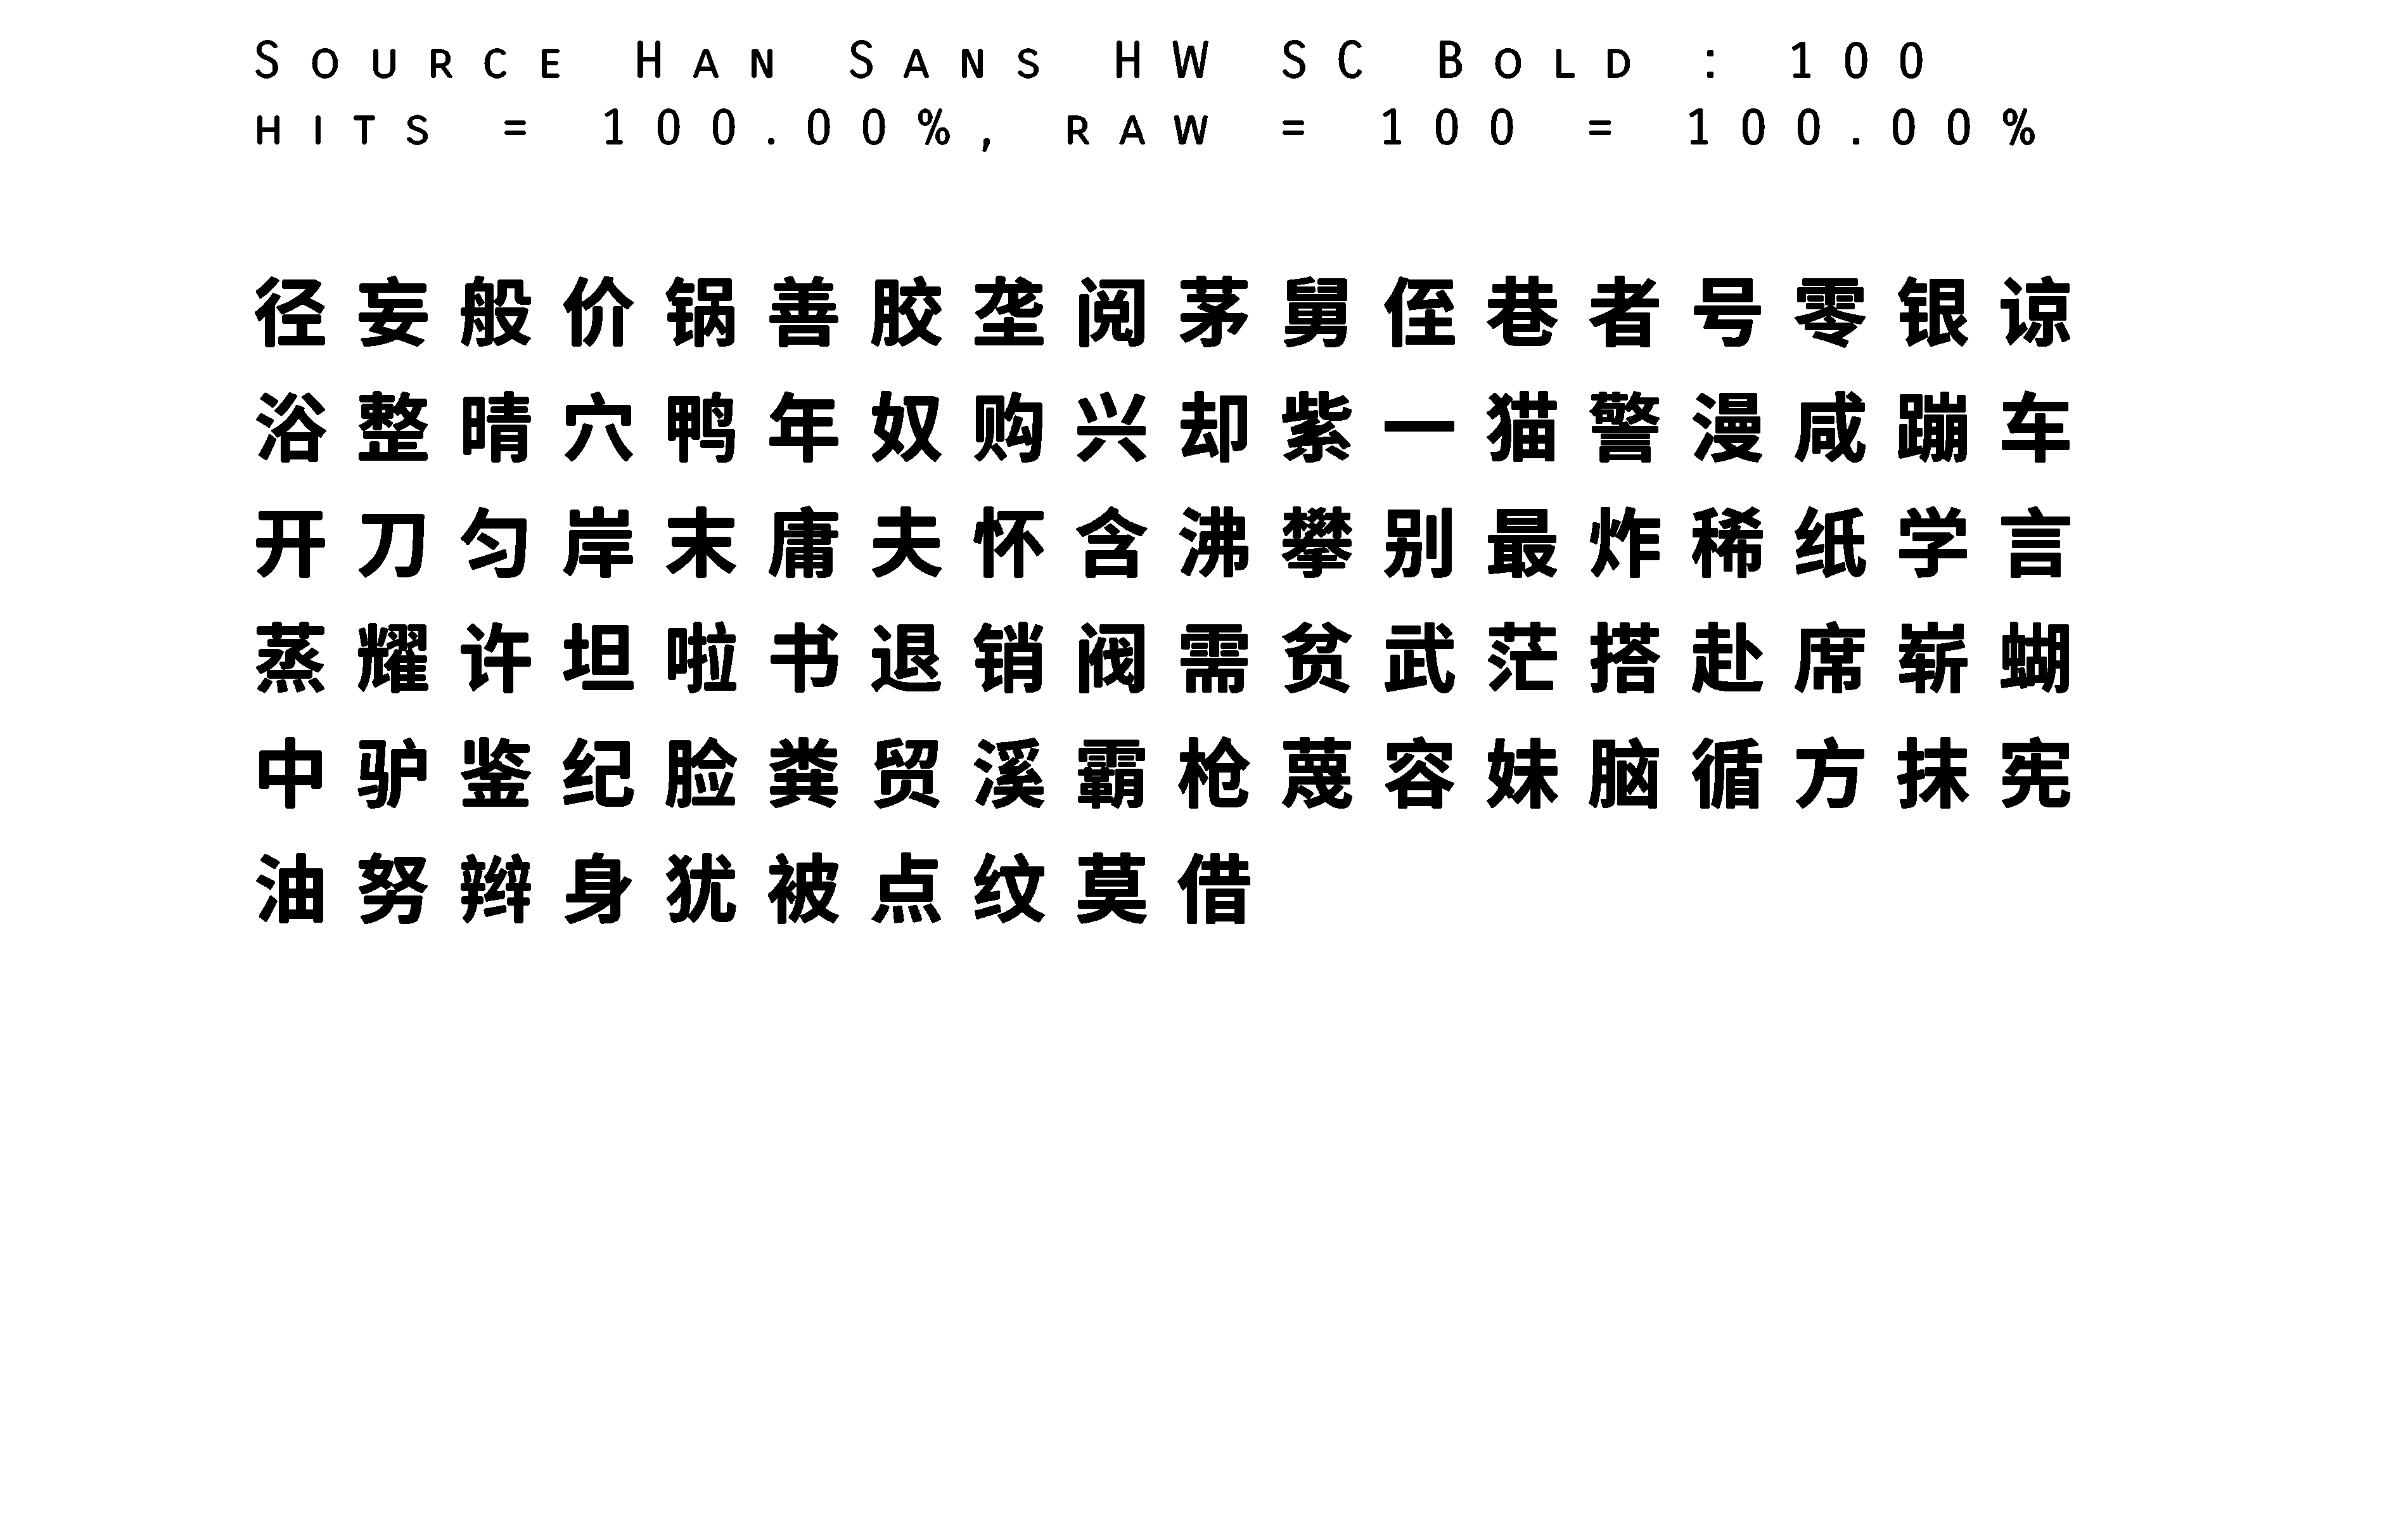 Source Han Sans HW SC Bold : 100
hits = 100.00%, raw = 100 = 100.00%
径妄般价锅善胶垄阅茅舅侄巷者号零银谅
浴整晴穴鸭年奴购兴却紫一猫警漫咸蹦车
开刀匀岸末庸夫怀含沸攀别最炸稀纸学言
蒸耀许坦啦书退销阀需贫武茫搭赴席崭蝴
中驴鉴纪脸粪贸溪霸枪蔑容妹脑循方抹宪
油努辫身犹被点纹莫借